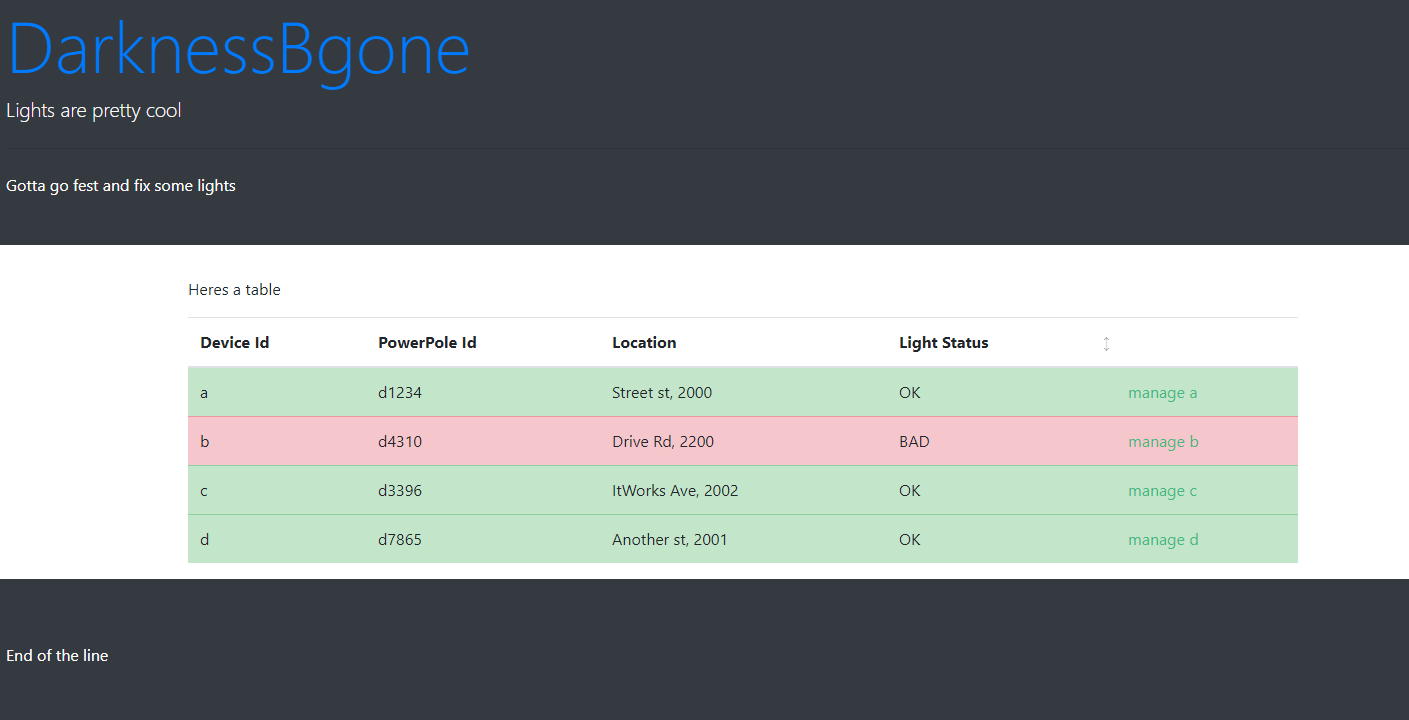 DarknessBgone
Lights are pretty cool
Gotta go fest and fix some lights
Heres a table
Device Id PowerPole Id Location Light Status ↕
a d1234 Street st, 2000 OK manage a
b d4310 Drive Rd, 2200 BAD manage b
c d3396 ItWorks Ave, 2002 OK manage c
d d7865 Another st, 2001 OK manage d
End of the line